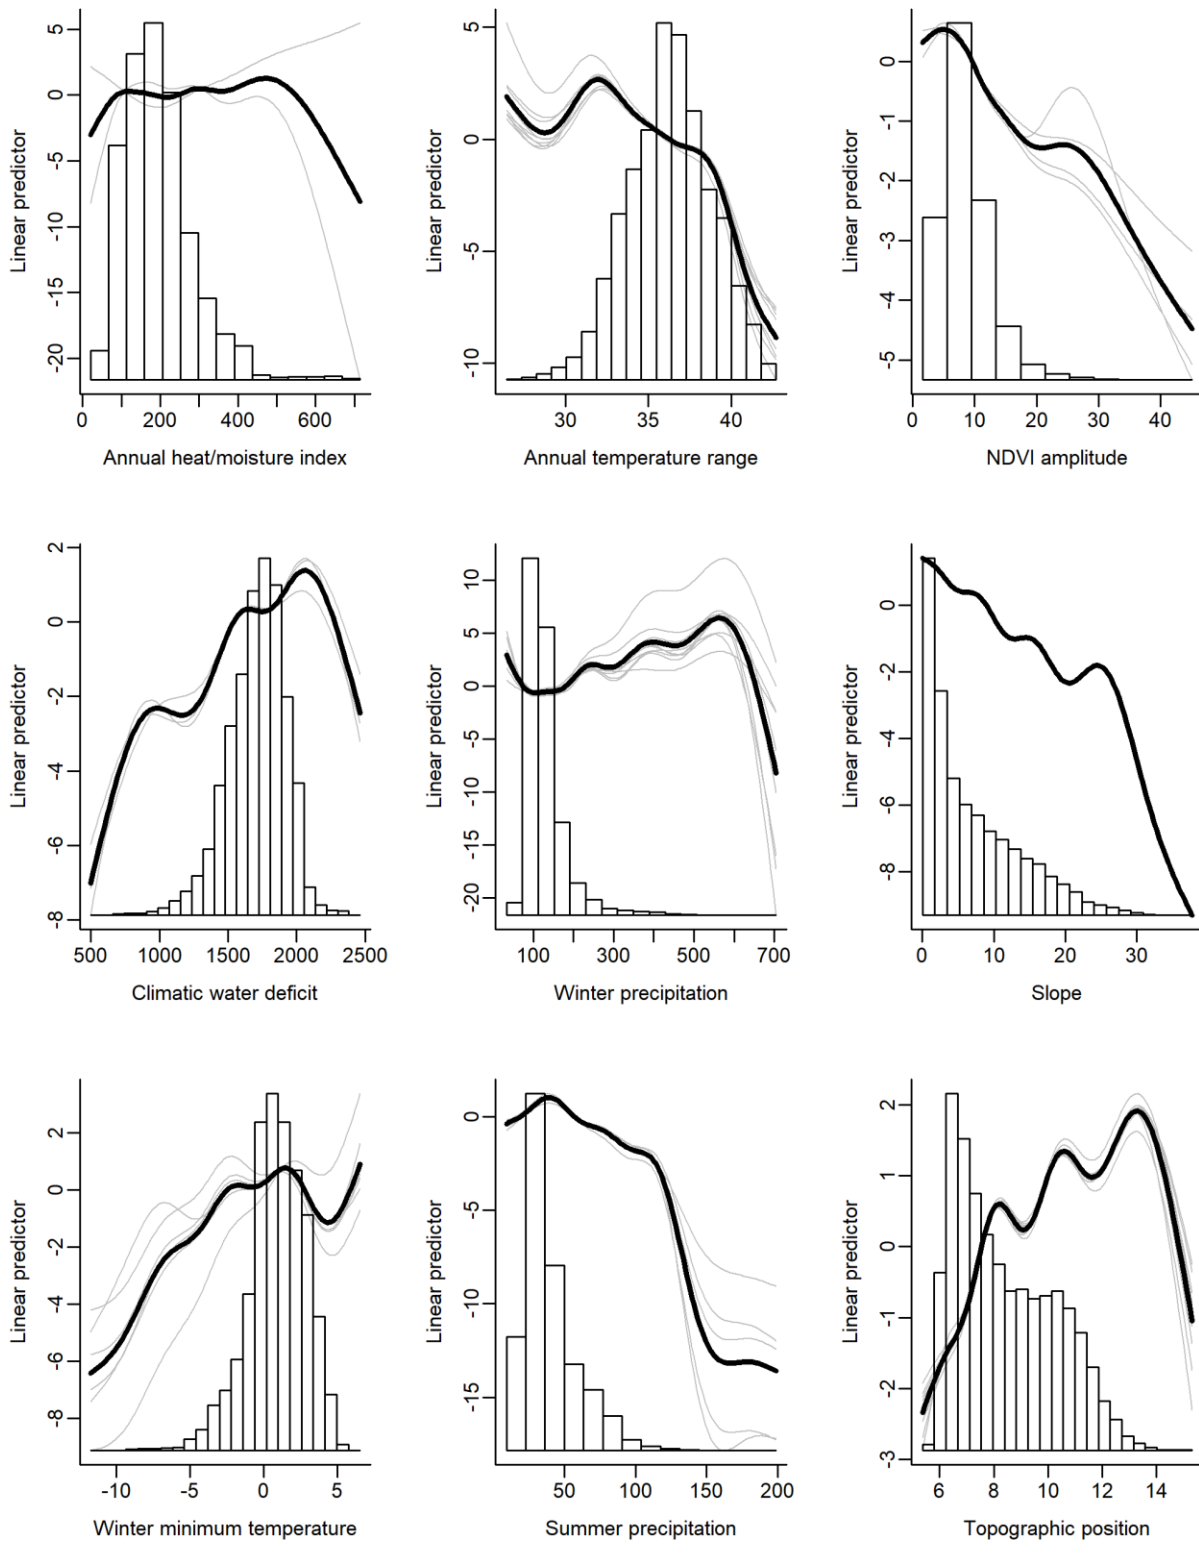 5
0
-5
-10
-15
-20
Linear predictor
0 200 400 600
Annual heat/moisture index
5
0
-5
-10
Linear predictor
30 35 40
Annual temperature range
0
-1
-2
-3
-4
-5
Linear predictor
0 10 20 30 40
NDVI amplitude
2
0
-2
-4
-6
-8
Linear predictor
500 1000 1500 2000 2500
Climatic water deficit
10
5
0
-5
-10
-15
-20
Linear predictor
100 300 500 700
Winter precipitation
0
-2
-4
-6
-8
Linear predictor
0 10 20 30
Slope
2
0
-2
-4
-6
-8
Linear predictor
-10 -5 0 5
Winter minimum temperature
0
-5
-10
-15
Linear predictor
50 100 150 200
Summer precipitation
2
1
0
-1
-2
-3
Linear predictor
6 8 10 12 14
Topographic position